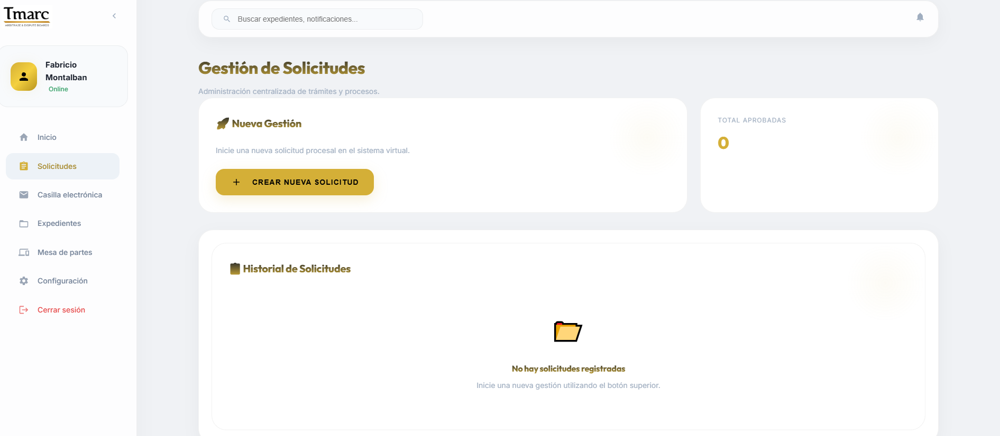 Tmarc
ARBITRAJE & DISPUTE BOARDS
Fabricio
Montalban
Online
Inicio
Solicitudes
Casilla electrónica
Expedientes
Mesa de partes
Configuración
Cerrar sesión
Buscar expedientes, notificaciones...
Gestión de Solicitudes
Administración centralizada de trámites y procesos.
Nueva Gestión
Inicie una nueva solicitud procesal en el sistema virtual.
CREAR NUEVA SOLICITUD
TOTAL APROBADAS
0
Historial de Solicitudes
No hay solicitudes registradas
Inicie una nueva gestión utilizando el botón superior.